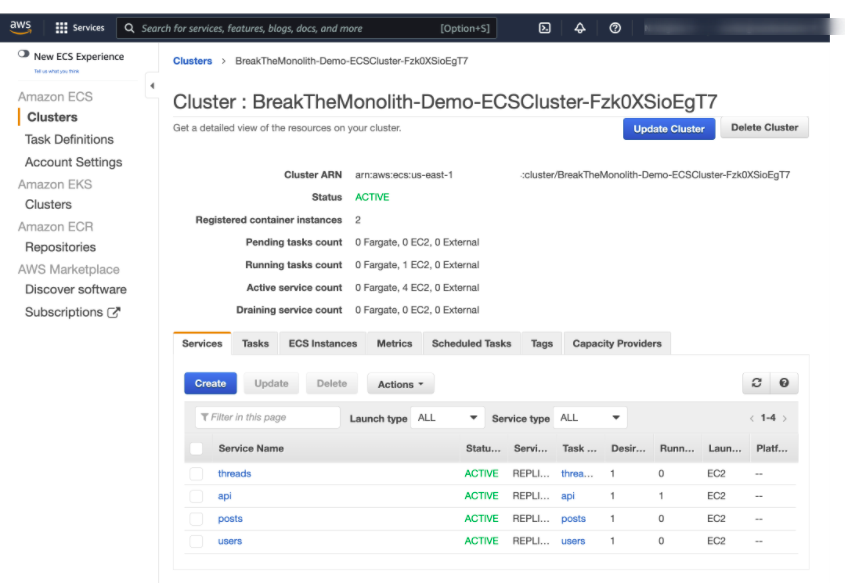 aws Services Search for services, features, blogs, docs, and more [Option+S]
New ECS Experience
Tell us what you think
Amazon ECS
Clusters
Task Definitions
Account Settings
Amazon EKS
Clusters
Amazon ECR
Repositories
AWS Marketplace
Discover software
Subscriptions
Clusters > BreakTheMonolith-Demo-ECSCluster-Fzk0XSioEgT7
Cluster : BreakTheMonolith-Demo-ECSCluster-Fzk0XSioEgT7
Get a detailed view of the resources on your cluster.
Update Cluster Delete Cluster
Cluster ARN arn:aws:ecs:us-east-1 :cluster/BreakTheMonolith-Demo-ECSCluster-Fzk0XSioEgT7
Status ACTIVE
Registered container instances 2
Pending tasks count 0 Fargate, 0 EC2, 0 External
Running tasks count 0 Fargate, 1 EC2, 0 External
Active service count 0 Fargate, 4 EC2, 0 External
Draining service count 0 Fargate, 0 EC2, 0 External
Services Tasks ECS Instances Metrics Scheduled Tasks Tags Capacity Providers
Create Update Delete Actions
Filter in this page Launch type ALL Service type ALL < 1-4 >
Service Name Statu... Servi... Task ... Desir... Runn... Laun... Platf...
threads ACTIVE REPLI... threa... 1 0 EC2 --
api ACTIVE REPLI... api 1 1 EC2 --
posts ACTIVE REPLI... posts 1 0 EC2 --
users ACTIVE REPLI... users 1 0 EC2 --